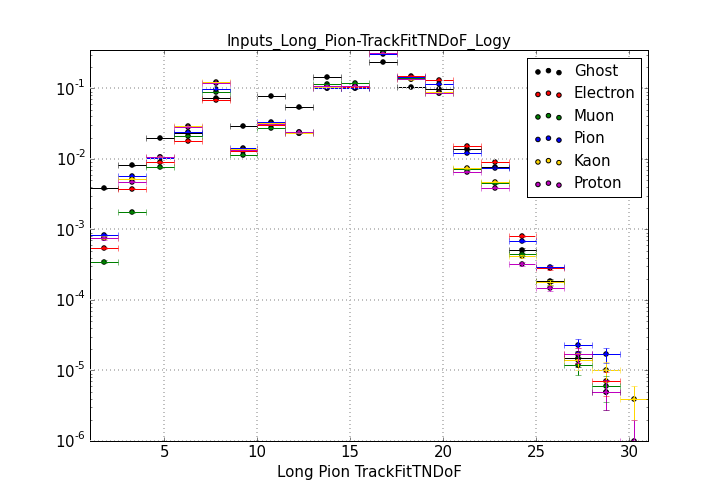 Inputs_Long_Pion-TrackFitTNDoF_Logy
10^-1
10^-2
10^-3
10^-4
10^-5
10^-6
Ghost
Electron
Muon
Pion
Kaon
Proton
5 10 15 20 25 30
Long Pion TrackFitTNDoF